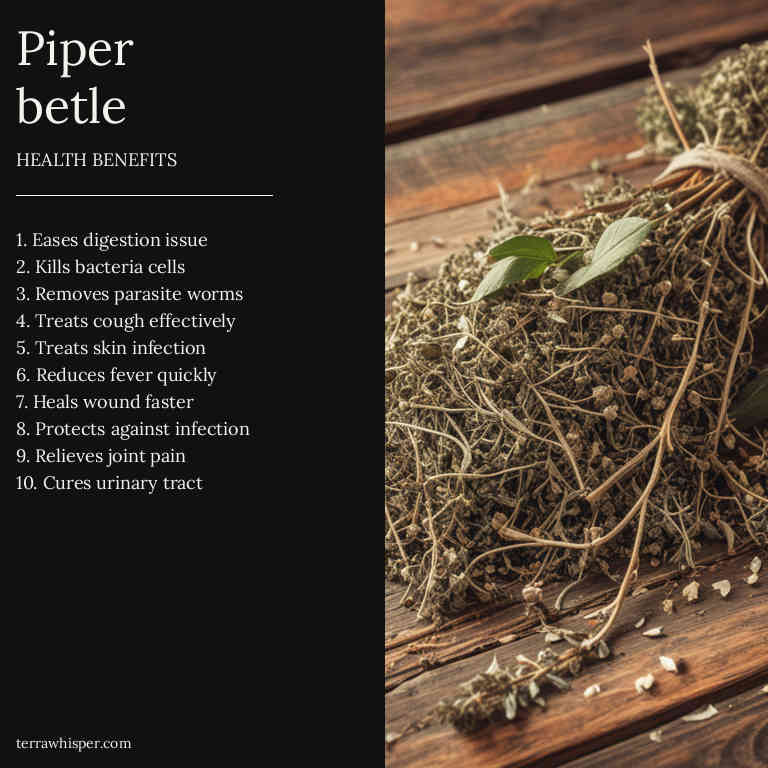 Piper
betle
HEALTH BENEFITS
1. Eases digestion issue
2. Kills bacteria cells
3. Removes parasite worms
4. Treats cough effectively
5. Treats skin infection
6. Reduces fever quickly
7. Heals wound faster
8. Protects against infection
9. Relieves joint pain
10. Cures urinary tract
terrawhisper.com